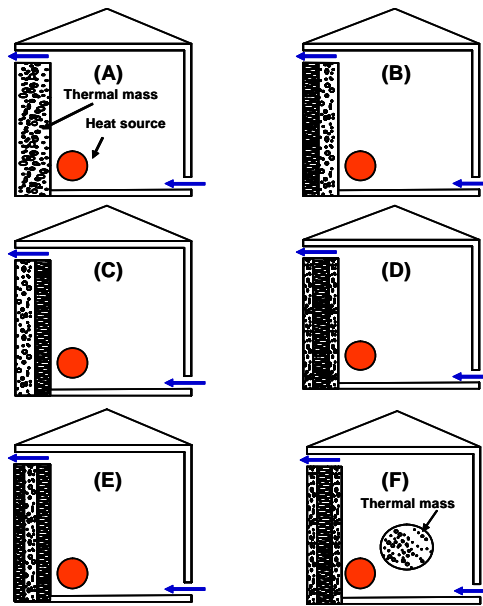 (A)
Thermal mass
Heat source
(B)
(C)
(D)
(E)
(F)
Thermal mass